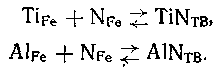 Ti_Fe + N_Fe ⇄ TiN_TB,
Al_Fe + N_Fe ⇄ AlN_TB.